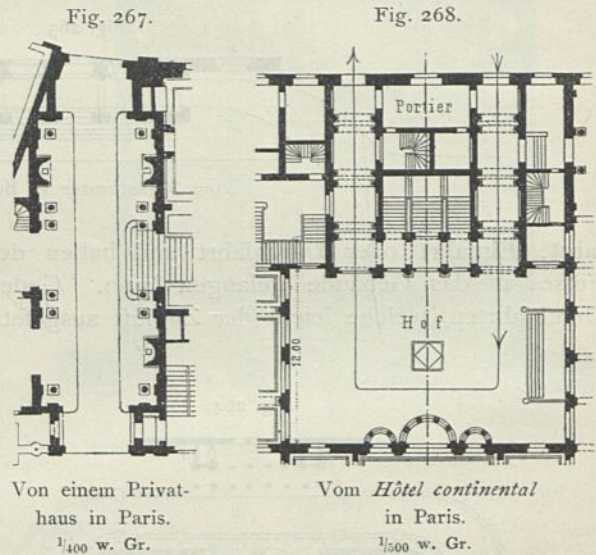 Fig. 267.
Fig. 268.
Portier
Hof
12.00
Von einem Privat-
haus in Paris.
1/400 w. Gr.
Vom Hôtel continental
in Paris.
1/500 w. Gr.